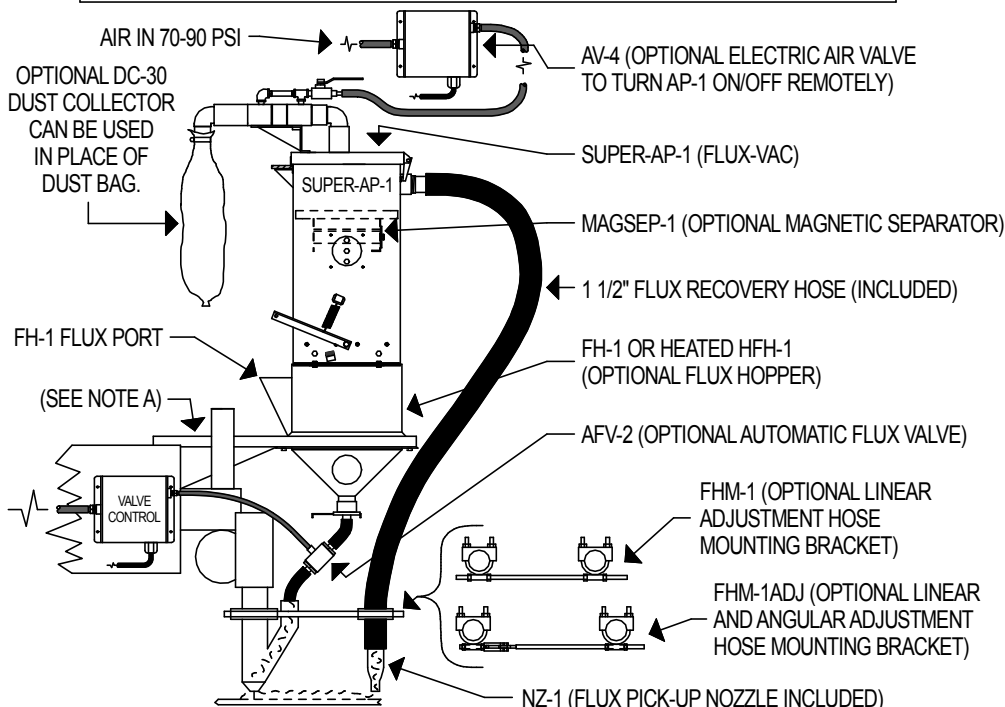 AIR IN 70-90 PSI
AV-4 (OPTIONAL ELECTRIC AIR VALVE
TO TURN AP-1 ON/OFF REMOTELY)
OPTIONAL DC-30
DUST COLLECTOR
CAN BE USED
IN PLACE OF
DUST BAG.
SUPER-AP-1 (FLUX-VAC)
SUPER-AP-1
MAGSEP-1 (OPTIONAL MAGNETIC SEPARATOR)
1 1/2" FLUX RECOVERY HOSE (INCLUDED)
FH-1 FLUX PORT
FH-1 OR HEATED HFH-1
(OPTIONAL FLUX HOPPER)
(SEE NOTE A)
AFV-2 (OPTIONAL AUTOMATIC FLUX VALVE)
VALVE
CONTROL
FHM-1 (OPTIONAL LINEAR
ADJUSTMENT HOSE
MOUNTING BRACKET)
FHM-1ADJ (OPTIONAL LINEAR
AND ANGULAR ADJUSTMENT
HOSE MOUNTING BRACKET)
NZ-1 (FLUX PICK-UP NOZZLE INCLUDED)